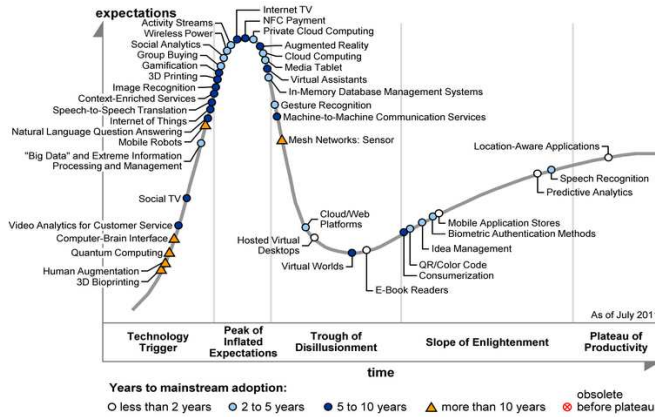 expectations
Internet TV
NFC Payment
Activity Streams
Private Cloud Computing
Wireless Power
Augmented Reality
Social Analytics
Cloud Computing
Group Buying
Media Tablet
Gamification
Virtual Assistants
3D Printing
In-Memory Database Management Systems
Image Recognition
Context-Enriched Services
Gesture Recognition
Speech-to-Speech Translation
Machine-to-Machine Communication Services
Internet of Things
Natural Language Question Answering
Mobile Robots
Mesh Networks: Sensor
"Big Data" and Extreme Information
Processing and Management
Location-Aware Applications
Speech Recognition
Predictive Analytics
Social TV
Video Analytics for Customer Service
Computer-Brain Interface
Quantum Computing
Human Augmentation
3D Bioprinting
Cloud/Web
Platforms
Hosted Virtual
Desktops
Virtual Worlds
E-Book Readers
Mobile Application Stores
Biometric Authentication Methods
Idea Management
QR/Color Code
Consumerization
As of July 201
Technology
Trigger
Peak of
Inflated
Expectations
Trough of
Disillusionment
Slope of Enlightenment
Plateau of
Productivity
time
Years to mainstream adoption:
less than 2 years
2 to 5 years
5 to 10 years
more than 10 years
obsolete
before plateau